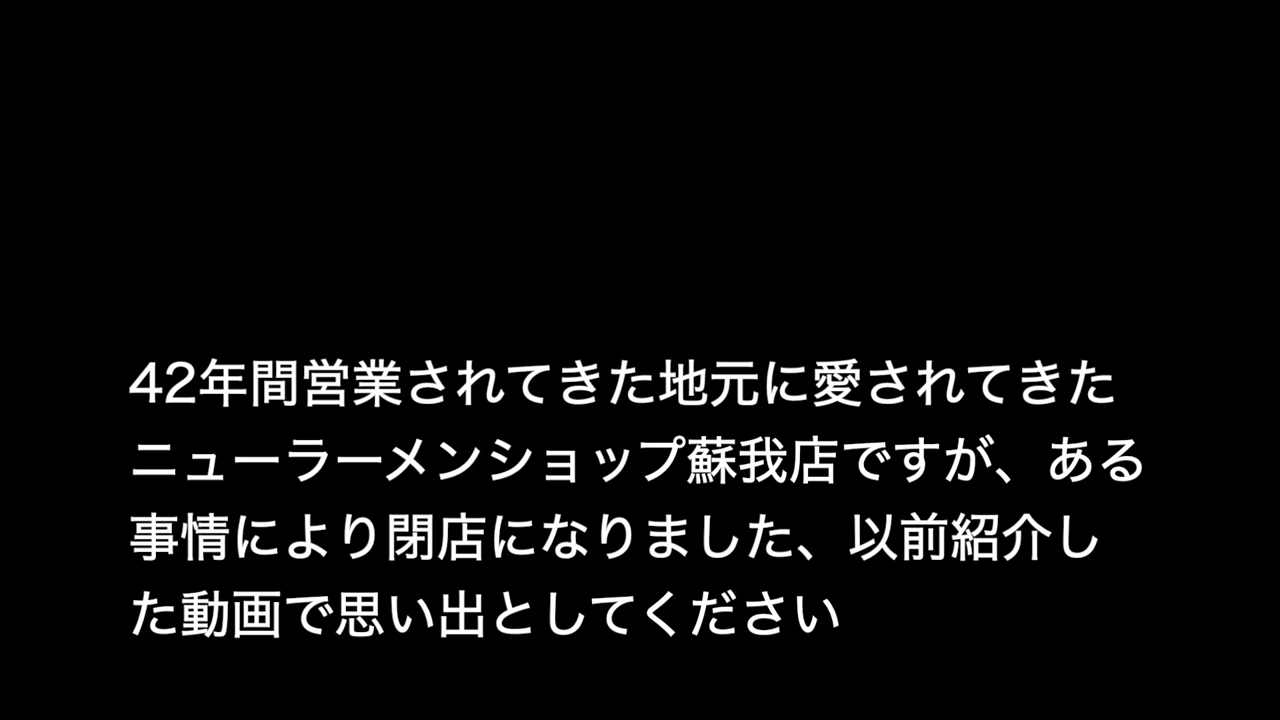 42年間営業されてきた地元に愛されてきた
ニューラーメンショップ蘇我店ですが、ある
事情により閉店になりました、以前紹介し
た動画で思い出としてください